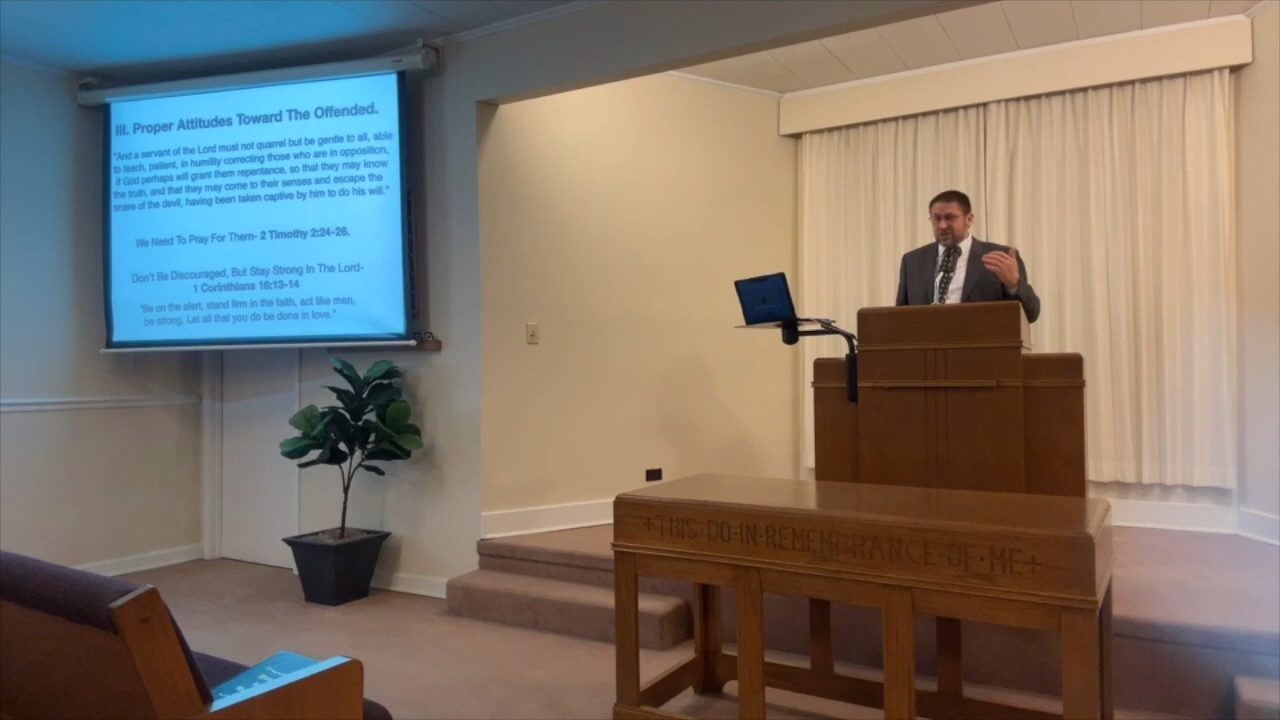 III. Proper Attitudes Toward The Offended.
"And a servant of the Lord must not quarrel but be gentle to all, able
to teach, patient, in humility correcting those who are in opposition,
if God perhaps will grant them repentance, so that they may know
the truth, and that they may come to their senses and escape the
snare of the devil, having been taken captive by him to do his will."
We Need To Pray For Them- 2 Timothy 2:24-26.
Don't Be Discouraged, But Stay Strong In The Lord-
1 Corinthians 16:13-14
"Be on the alert, stand firm in the faith, act like men,
be strong. Let all that you do be done in love."
+THIS·DO·IN·REMEMBRANCE·OF·ME+